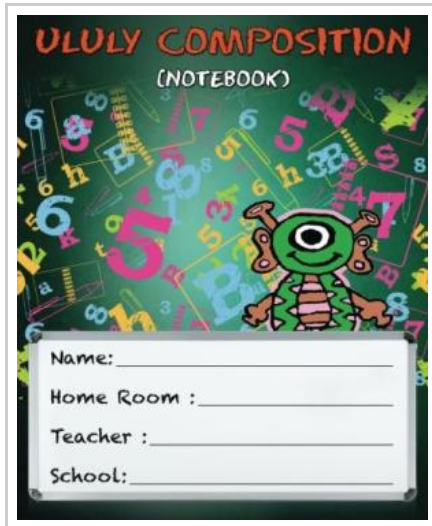 ULULY COMPOSITION
(NOTEBOOK)
Name:
Home Room :
Teacher :
School: